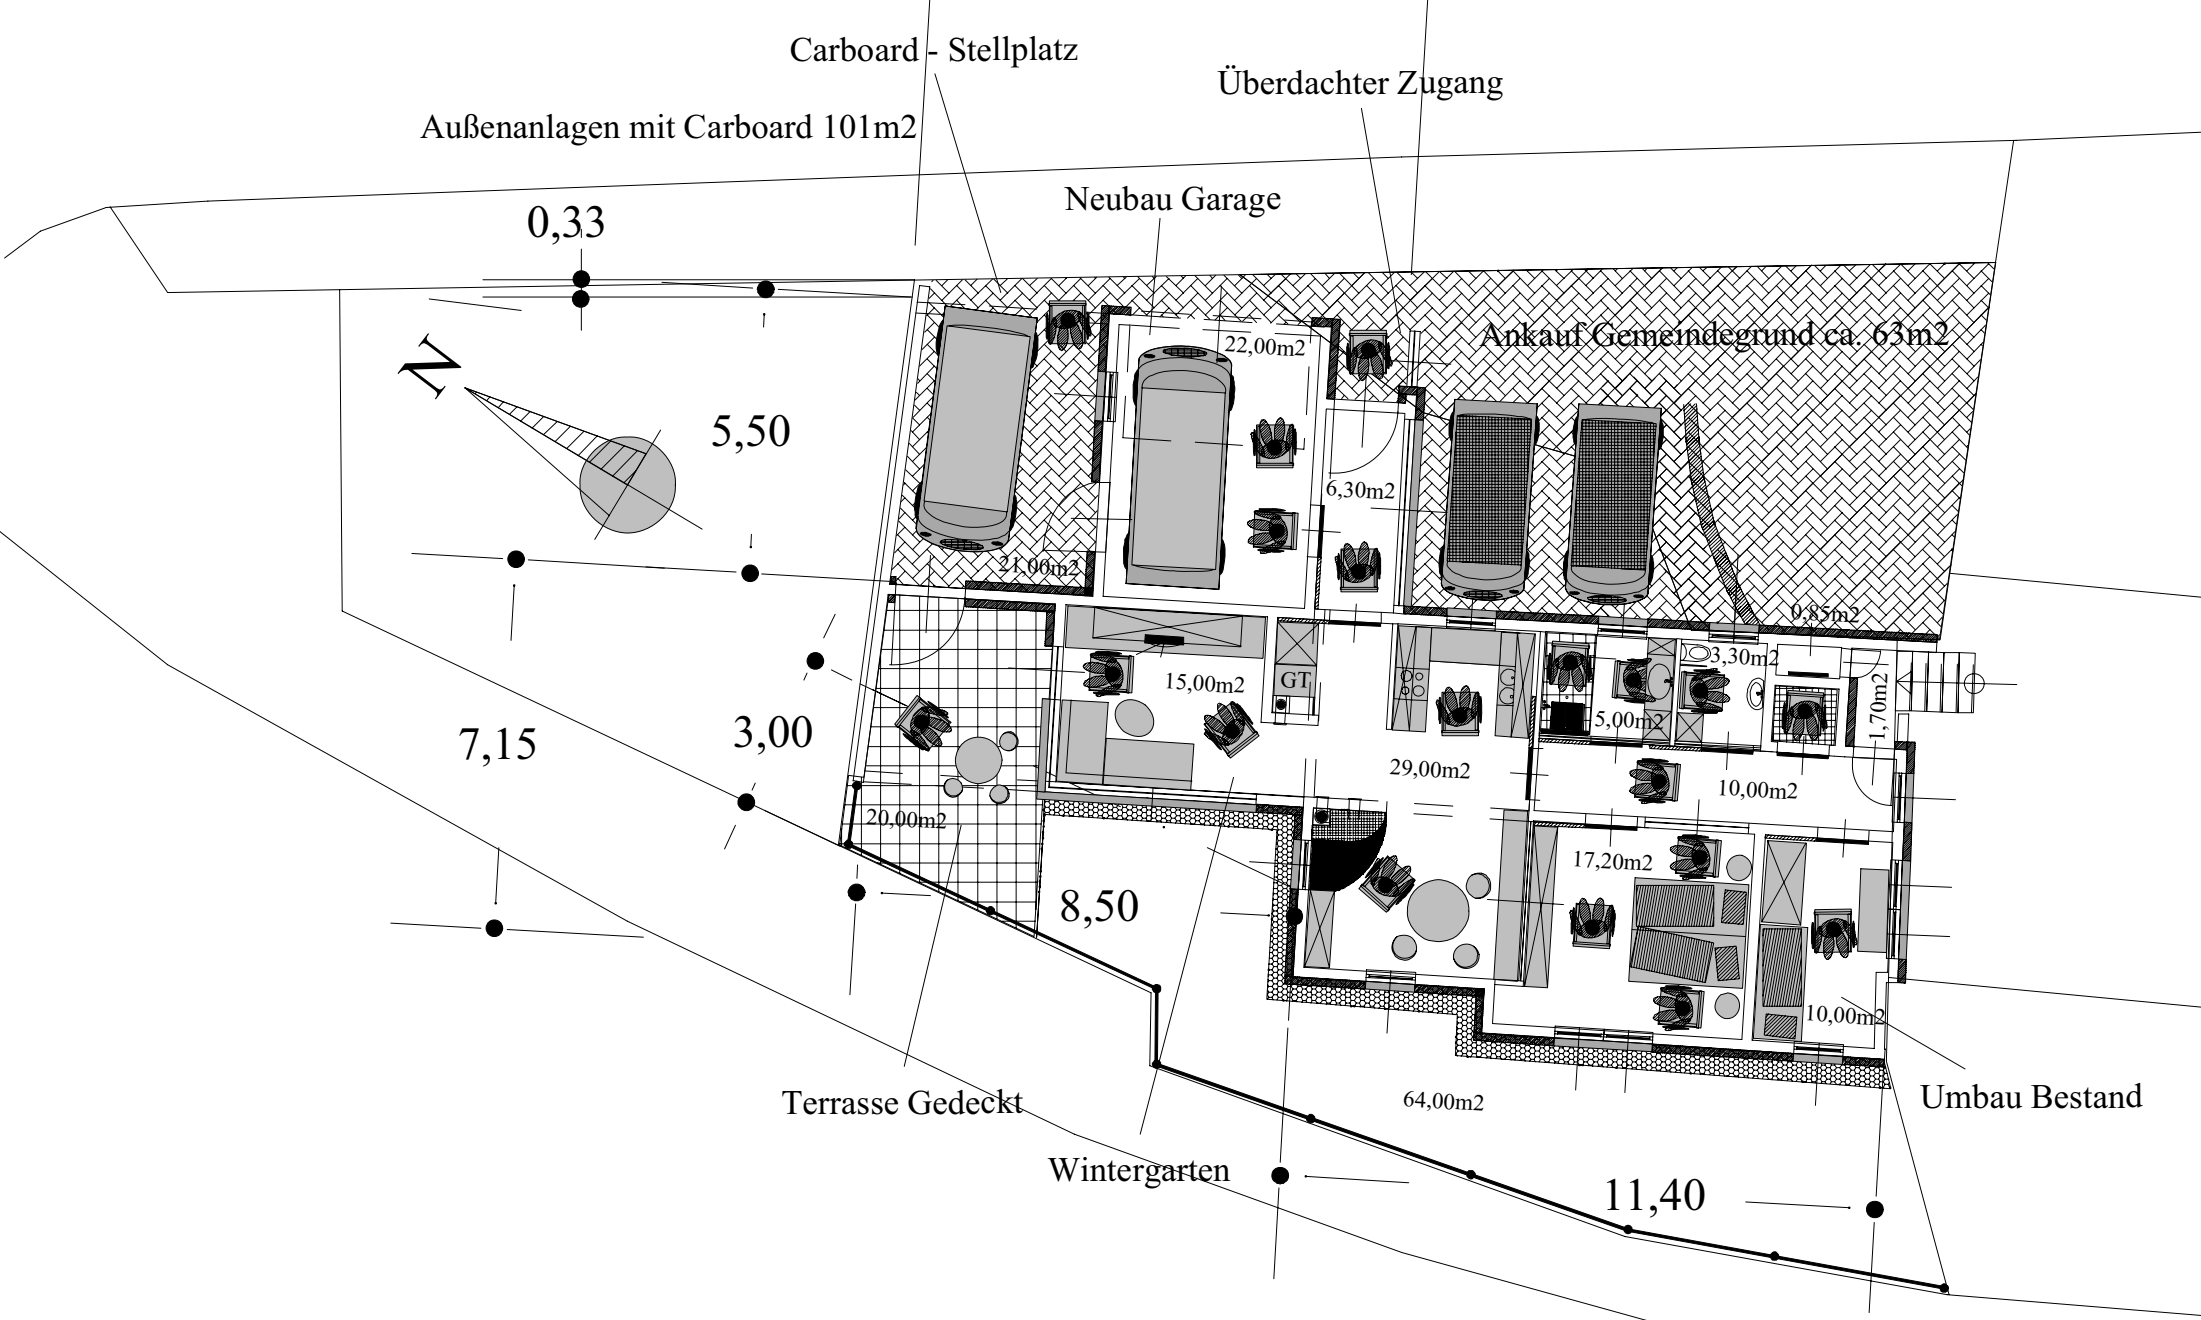 Carboard - Stellplatz
Überdachter Zugang
Außenanlagen mit Carboard 101m2
Neubau Garage
0,33
Ankauf Gemeindegrund ca. 63m2
22,00m2
N
5,50
6,30m2
21,00m2
0,85m2
3,30m2
15,00m2
GT
1,70m2
5,00m2
7,15
3,00
29,00m2
10,00m2
20,00m2
17,20m2
8,50
10,00m2
Terrasse Gedeckt
64,00m2
Umbau Bestand
Wintergarten
11,40